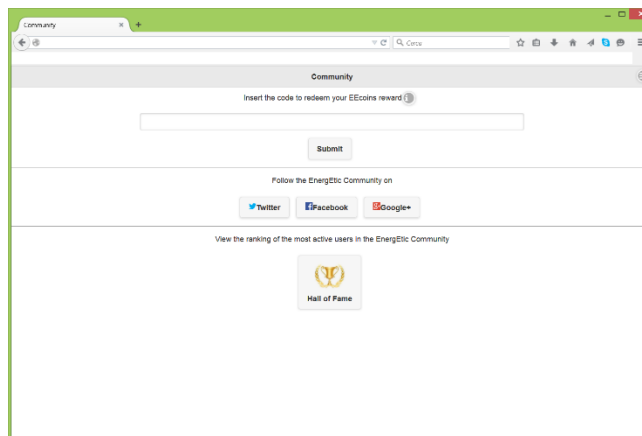 Community
Cerca
Community
Insert the code to redeem your EEcoins reward
Submit
Follow the EnergEtic Community on
Twitter Facebook Google+
View the ranking of the most active users in the EnergEtic Community
Hall of Fame